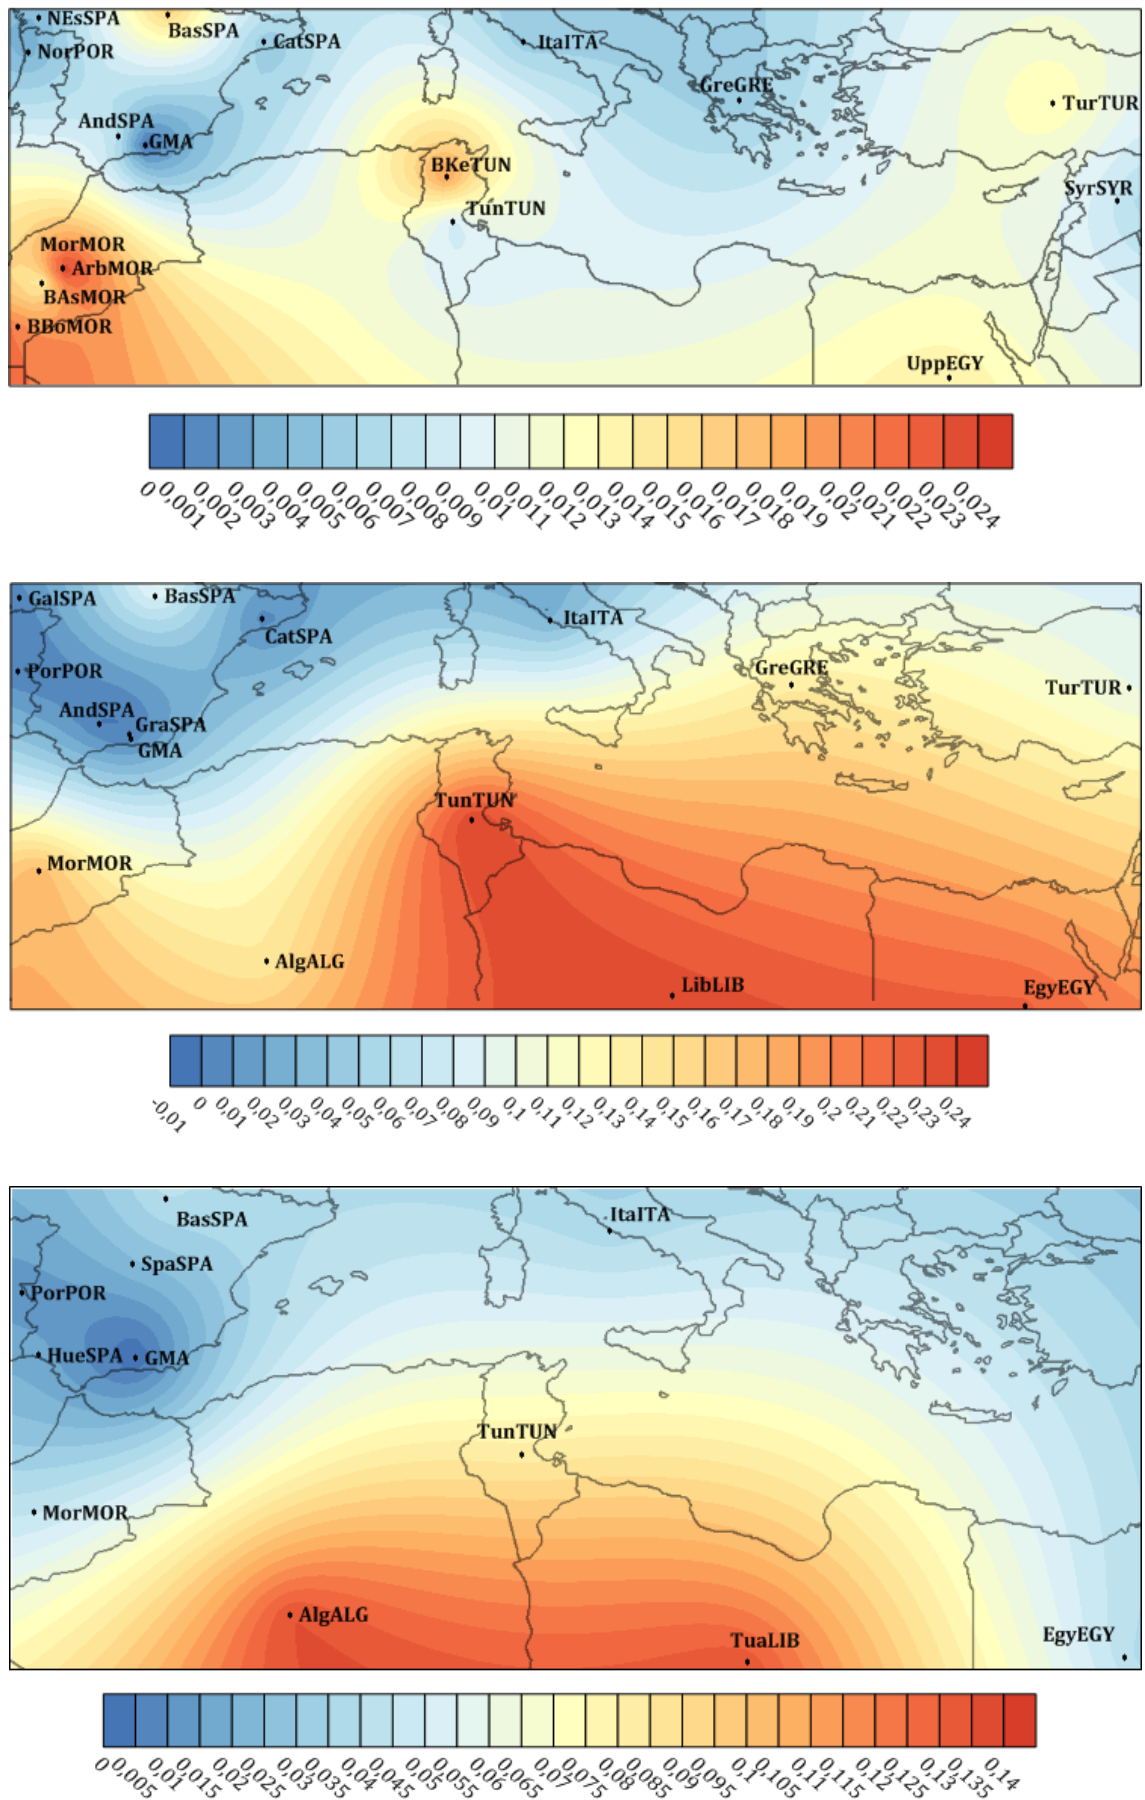 NEsSPA
BasSPA
NorPOR
CatSPA
ItaITA
GreGRE
TurTUR
AndSPA
GMA
BKeTUN
SyrSYR
TunTUN
MorMOR
ArbMOR
BAsMOR
BBoMOR
UppEGY
0 0,001 0,002 0,003 0,004 0,005 0,006 0,007 0,008 0,009 0,01 0,011 0,012 0,013 0,014 0,015 0,016 0,017 0,018 0,019 0,02 0,021 0,022 0,023 0,024
GalSPA
BasSPA
CatSPA
ItaITA
PorPOR
GreGRE
TurTUR
AndSPA
GraSPA
GMA
TunTUN
MorMOR
AlgALG
LibLIB
EgyEGY
-0,01 0 0,01 0,02 0,03 0,04 0,05 0,06 0,07 0,08 0,09 0,1 0,11 0,12 0,13 0,14 0,15 0,16 0,17 0,18 0,19 0,2 0,21 0,22 0,23 0,24
BasSPA
ItaITA
SpaSPA
PorPOR
HueSPA
GMA
TunTUN
MorMOR
AlgALG
TuaLIB
EgyEGY
0 0,005 0,01 0,015 0,02 0,025 0,03 0,035 0,04 0,045 0,05 0,055 0,06 0,065 0,07 0,075 0,08 0,085 0,09 0,095 0,1 0,105 0,11 0,115 0,12 0,125 0,13 0,135 0,14